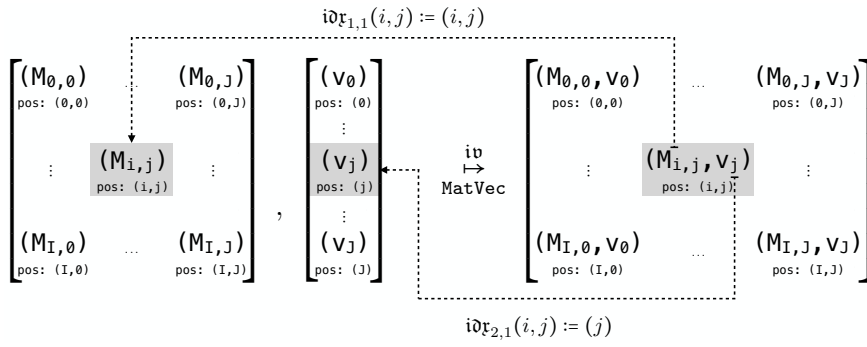 𝔦𝔡𝔵₁,₁(i, j) := (i, j)
(M₀,₀) ... (M₀,J) (v₀) (M₀,₀,v₀) ... (M₀,J,vJ)
pos: (0,0) pos: (0,J) pos: (0) pos: (0,0) pos: (0,J)
⋮
⋮ (Mi,j) ⋮ (vj) 𝔦𝔳 ⋮ (Mi,j,vj) ⋮
pos: (i,j) pos: (j) ↦ pos: (i,j)
MatVec
, ⋮
(MI,₀) ... (MI,J) (vJ) (MI,₀,v₀) ... (MI,J,vJ)
pos: (I,0) pos: (I,J) pos: (J) pos: (I,0) pos: (I,J)
𝔦𝔡𝔵₂,₁(i, j) := (j)